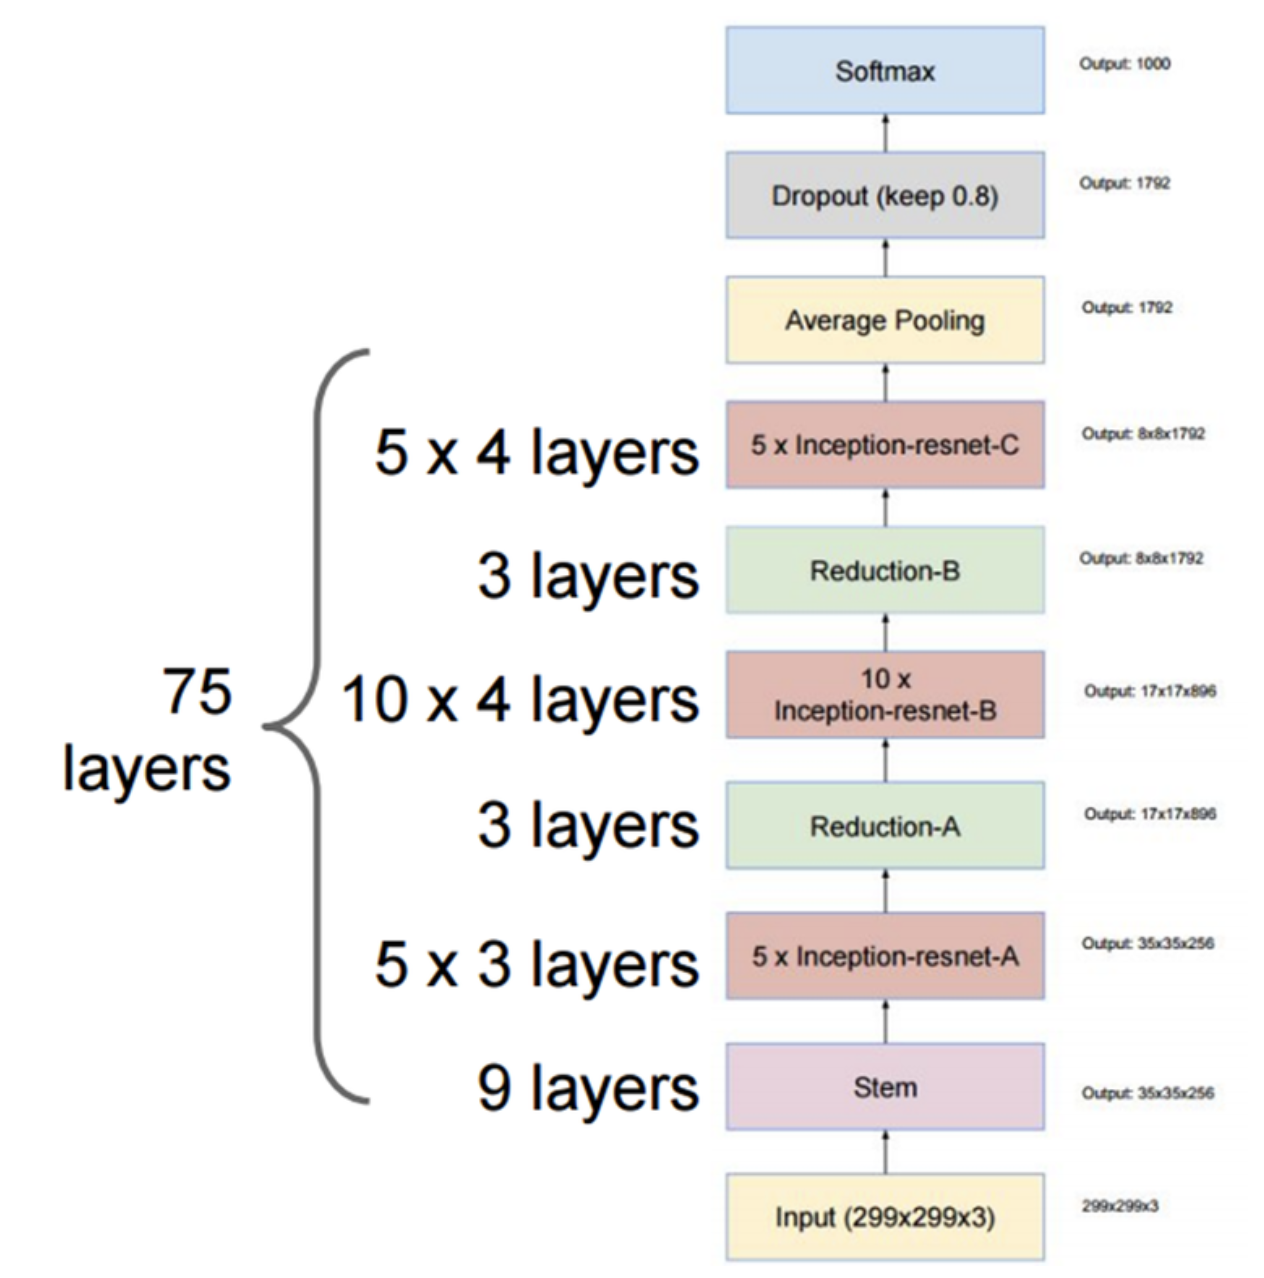 Softmax
Output: 1000
Dropout (keep 0.8)
Output: 1792
Average Pooling
Output: 1792
5 x 4 layers
5 x Inception-resnet-C
Output: 8x8x1792
3 layers
Reduction-B
Output: 8x8x1792
75
layers
10 x 4 layers
10 x
Inception-resnet-B
Output: 17x17x896
3 layers
Reduction-A
Output: 17x17x896
5 x 3 layers
5 x Inception-resnet-A
Output: 35x35x256
9 layers
Stem
Output: 35x35x256
Input (299x299x3)
299x299x3